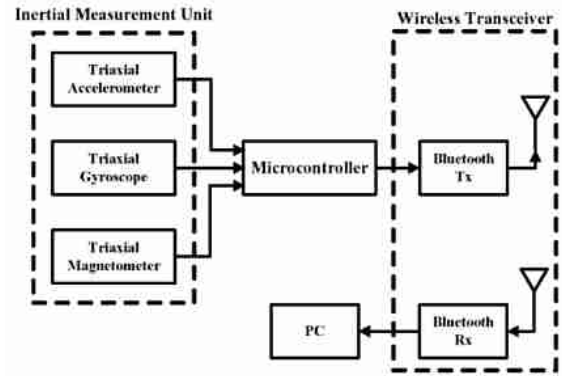 Inertial Measurement Unit
Wireless Transceiver
Triaxial
Accelerometer
Triaxial
Gyroscope
Microcontroller
Bluetooth
Tx
Triaxial
Magnetometer
PC
Bluetooth
Rx